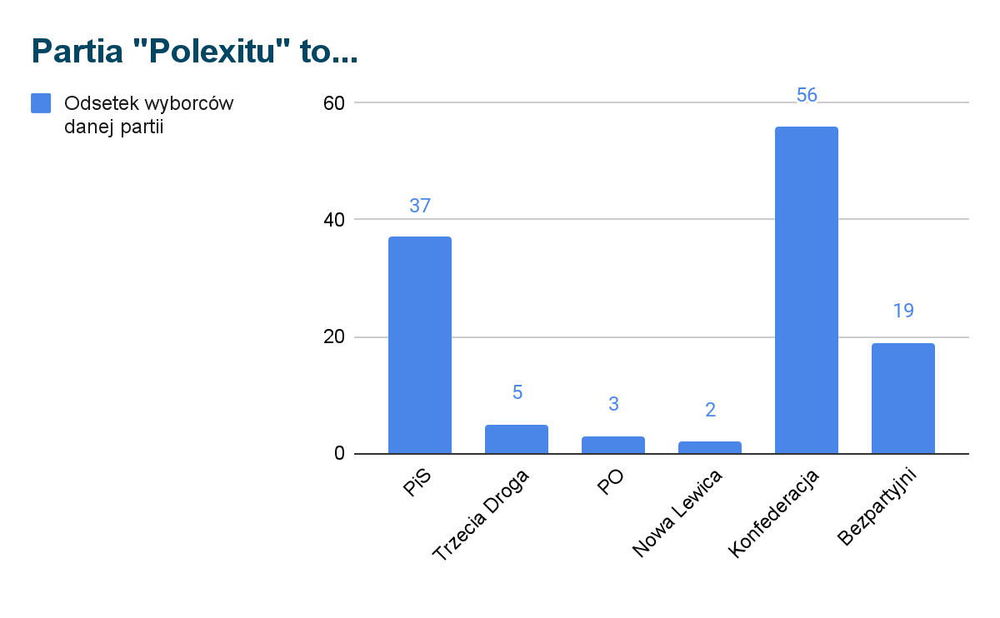 Partia "Polexitu" to...
Odsetek wyborców
danej partii
60
40
20
0
37
5
3
2
56
19
PiS
Trzecia Droga
PO
Nowa Lewica
Konfederacja
Bezpartyjni